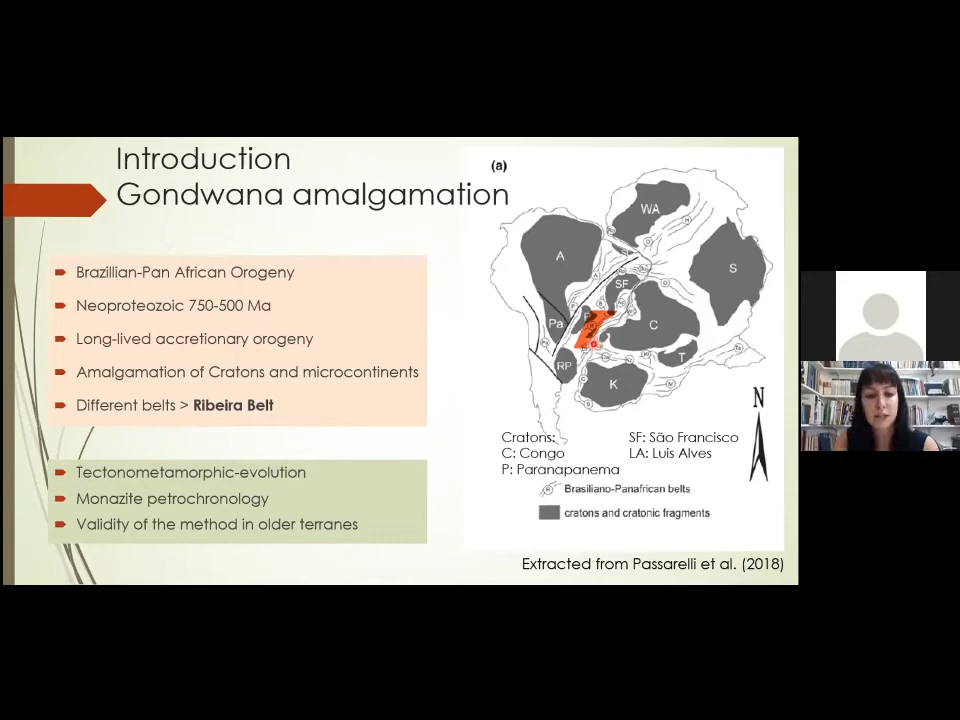 Introduction
Gondwana amalgamation
Brazillian-Pan African Orogeny
Neoproteozoic 750-500 Ma
Long-lived accretionary orogeny
Amalgamation of Cratons and microcontinents
Different belts > Ribeira Belt
Tectonometamorphic-evolution
Monazite petrochronology
Validity of the method in older terranes
(a)
WA
A
S
SF
Pa
P
C
T
RP
K
N
Cratons:
C: Congo
P: Paranapanema
SF: São Francisco
LA: Luis Alves
Brasiliano-Panafrican belts
cratons and cratonic fragments
Extracted from Passarelli et al. (2018)